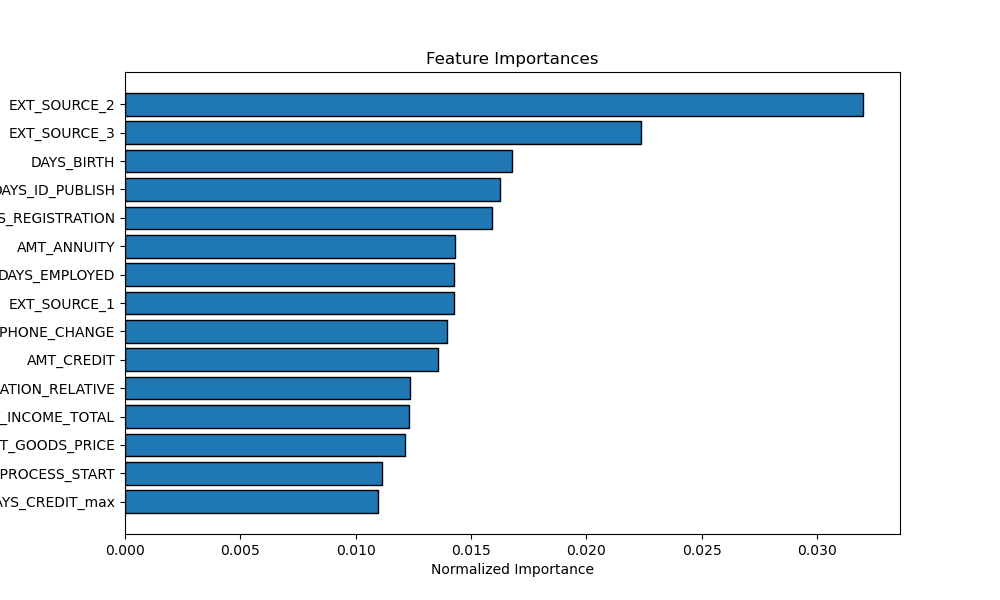 Feature Importances
EXT_SOURCE_2
EXT_SOURCE_3
DAYS_BIRTH
DAYS_ID_PUBLISH
S_REGISTRATION
AMT_ANNUITY
DAYS_EMPLOYED
EXT_SOURCE_1
PHONE_CHANGE
AMT_CREDIT
ATION_RELATIVE
_INCOME_TOTAL
T_GOODS_PRICE
PROCESS_START
AYS_CREDIT_max
0.000 0.005 0.010 0.015 0.020 0.025 0.030
Normalized Importance